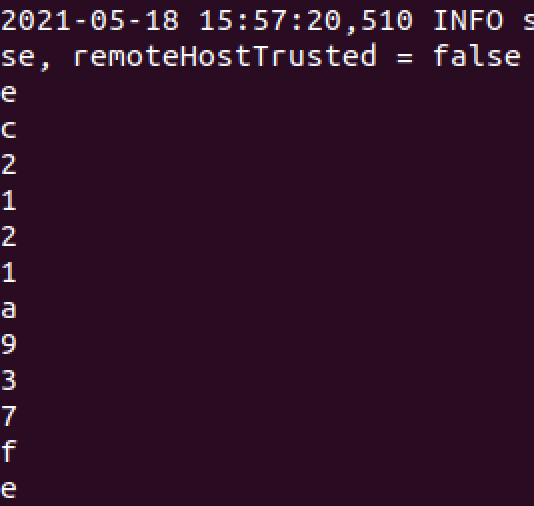 2021-05-18 15:57:20,510 INFO s
se, remoteHostTrusted = false
e
c
2
1
2
1
a
9
3
7
f
e